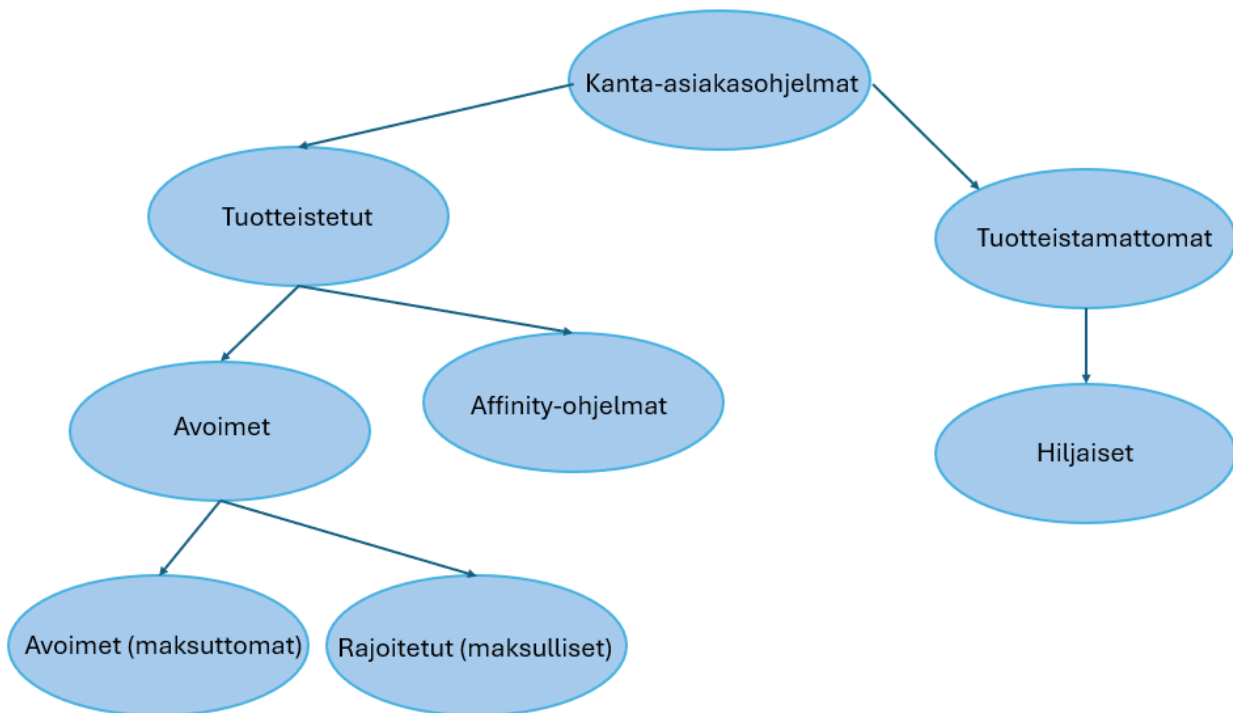 Kanta-asiakasohjelmat
Tuotteistetut
Tuotteistamattomat
Avoimet
Affinity-ohjelmat
Hiljaiset
Avoimet (maksuttomat)
Rajoitetut (maksulliset)